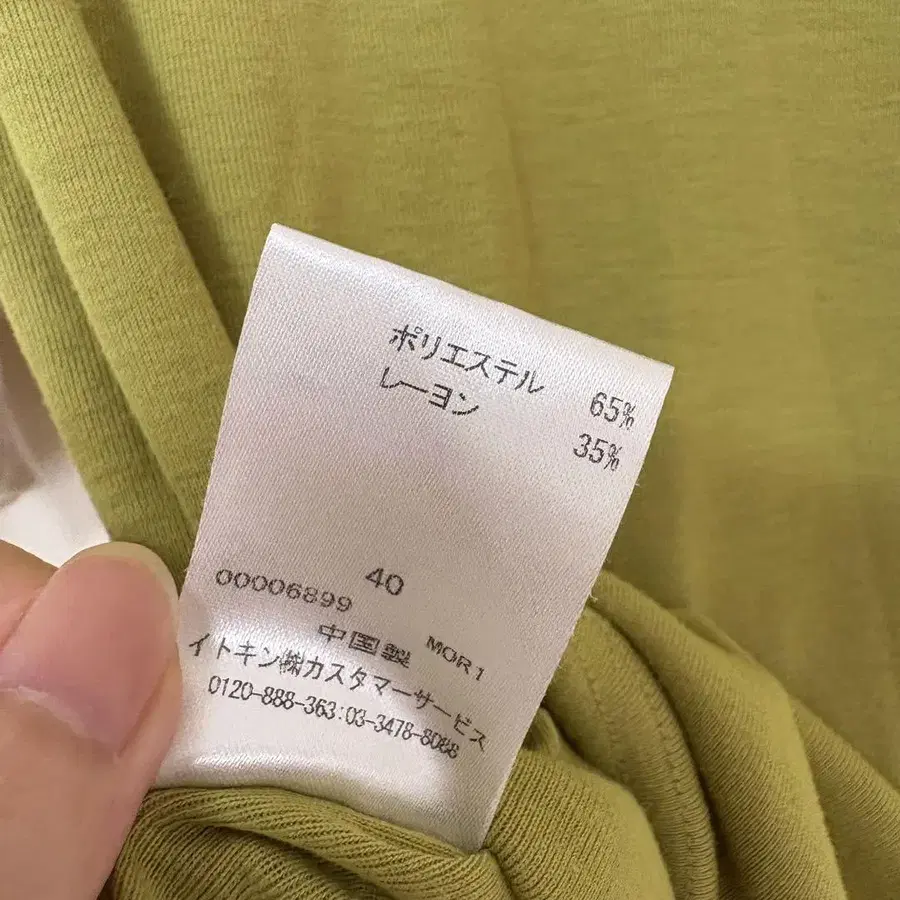 ポリエステル 65%
レーヨン 35%
40
00006899
中国製 MOR1
イトキン㈱カスタマーサービス
0120-888-363:03-3478-8088